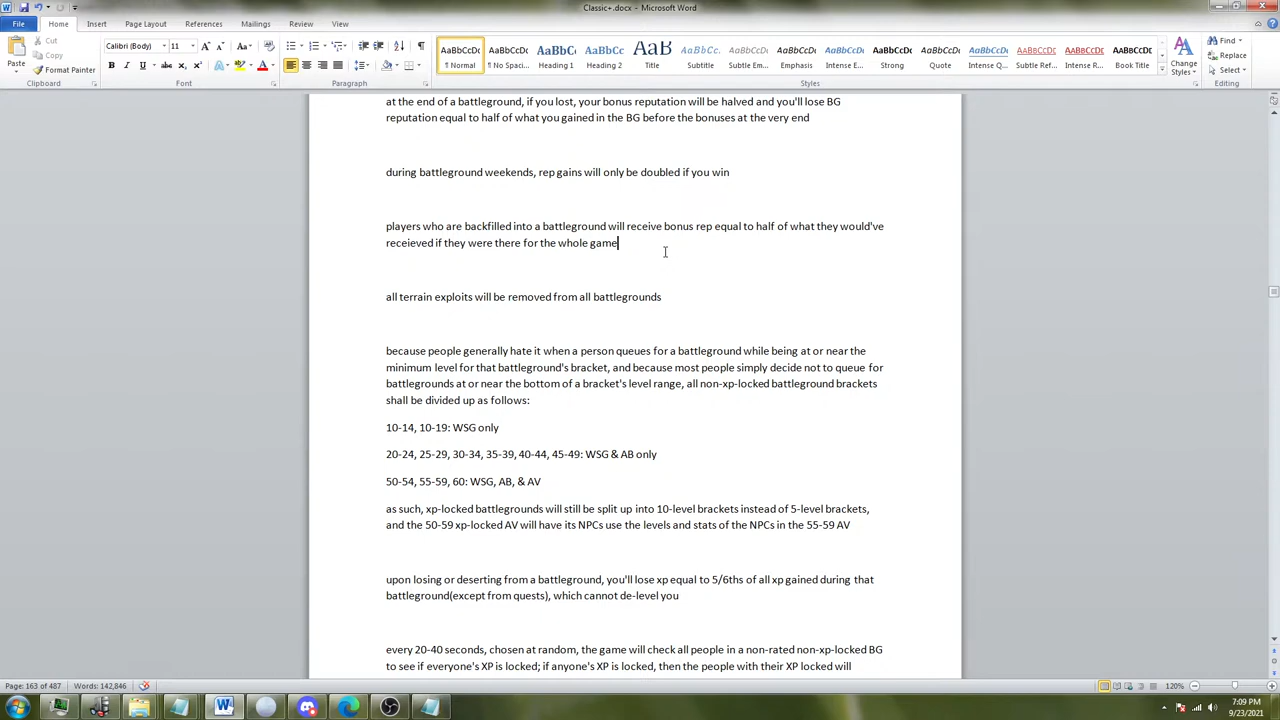 Classic+.docx - Microsoft Word
File Home Insert Page Layout References Mailings Review View
Paste
Cut
Copy
Format Painter
Clipboard
Calibri (Body) 11
Font
Paragraph
AaBbCcDc AaBbCcDc AaBbC AaBbCc AaB AaBbCcL AaBbCcDc AaBbCcDc AaBbCcDc AaBbCcDc AaBbCcDc AaBbCcDc AaBbCcDc AaBbCcDc AaBbCcDc
¶ Normal ¶ No Spaci... Heading 1 Heading 2 Title Subtitle Subtle Em... Emphasis Intense E... Strong Quote Intense Q... Subtle Ref... Intense R... Book Title
Change Styles
Styles
Find
Replace
Select
Editing
at the end of a battleground, if you lost, your bonus reputation will be halved and you'll lose BG
reputation equal to half of what you gained in the BG before the bonuses at the very end
during battleground weekends, rep gains will only be doubled if you win
players who are backfilled into a battleground will receive bonus rep equal to half of what they would've
receieved if they were there for the whole game
all terrain exploits will be removed from all battlegrounds
because people generally hate it when a person queues for a battleground while being at or near the
minimum level for that battleground's bracket, and because most people simply decide not to queue for
battlegrounds at or near the bottom of a bracket's level range, all non-xp-locked battleground brackets
shall be divided up as follows:
10-14, 10-19: WSG only
20-24, 25-29, 30-34, 35-39, 40-44, 45-49: WSG & AB only
50-54, 55-59, 60: WSG, AB, & AV
as such, xp-locked battlegrounds will still be split up into 10-level brackets instead of 5-level brackets,
and the 50-59 xp-locked AV will have its NPCs use the levels and stats of the NPCs in the 55-59 AV
upon losing or deserting from a battleground, you'll lose xp equal to 5/6ths of all xp gained during that
battleground(except from quests), which cannot de-level you
every 20-40 seconds, chosen at random, the game will check all people in a non-rated non-xp-locked BG
to see if everyone's XP is locked; if anyone's XP is locked, then the people with their XP locked will
Page: 163 of 487 Words: 142,846
120%
7:09 PM
9/23/2021